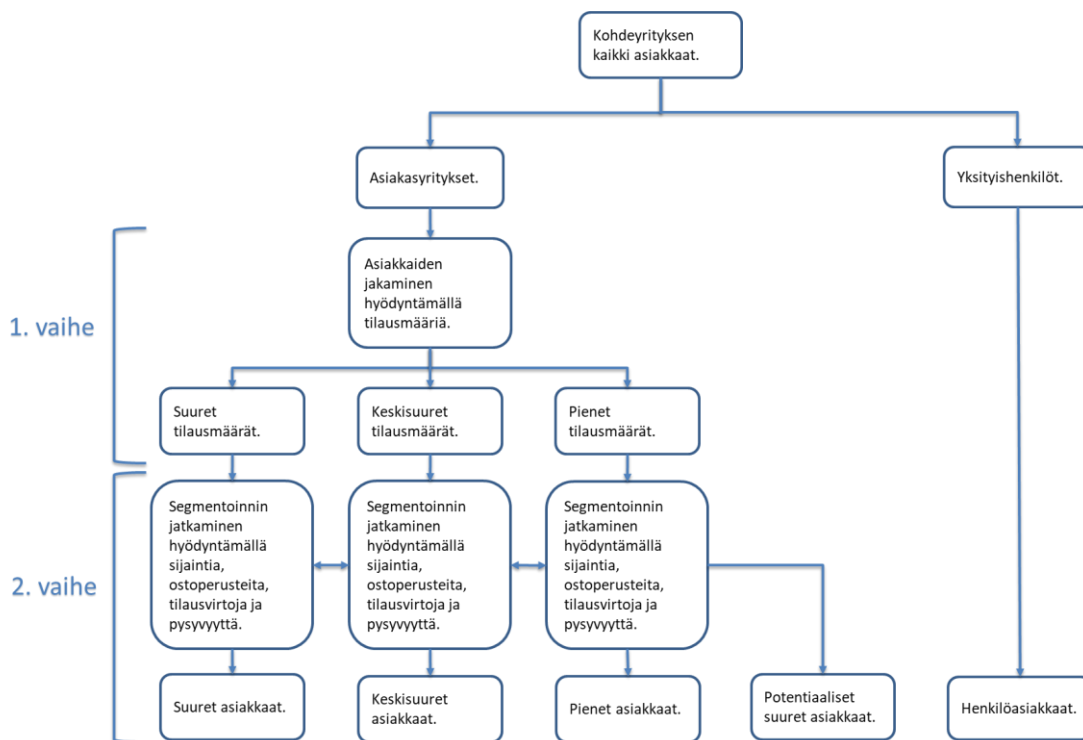 Kohdeyrityksen
kaikki asiakkaat.
Asiakasyritykset.
Yksityishenkilöt.
Asiakkaiden
jakaminen
hyödyntämällä
tilausmääriä.
1. vaihe
Suuret
tilausmäärät.
Keskisuuret
tilausmäärät.
Pienet
tilausmäärät.
2. vaihe
Segmentoinnin
jatkaminen
hyödyntämällä
sijaintia,
ostoperusteita,
tilausvirtoja ja
pysyvyyttä.
Segmentoinnin
jatkaminen
hyödyntämällä
sijaintia,
ostoperusteita,
tilausvirtoja ja
pysyvyyttä.
Segmentoinnin
jatkaminen
hyödyntämällä
sijaintia,
ostoperusteita,
tilausvirtoja ja
pysyvyyttä.
Suuret asiakkaat.
Keskisuuret
asiakkaat.
Pienet asiakkaat.
Potentiaaliset
suuret asiakkaat.
Henkilöasiakkaat.